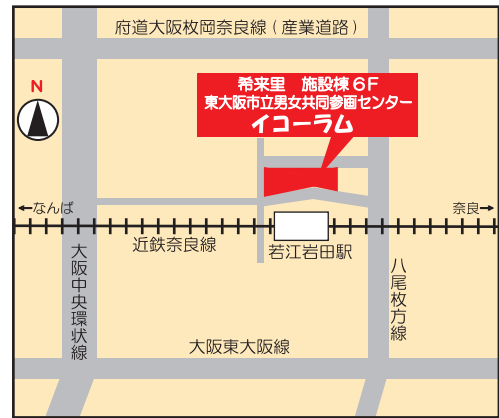 府道大阪枚岡奈良線(産業道路)
N
希来里 施設棟6F
東大阪市立男女共同参画センター
イコーラム
←なんば
奈良→
近鉄奈良線
若江岩田駅
大阪中央環状線
八尾枚方線
大阪東大阪線